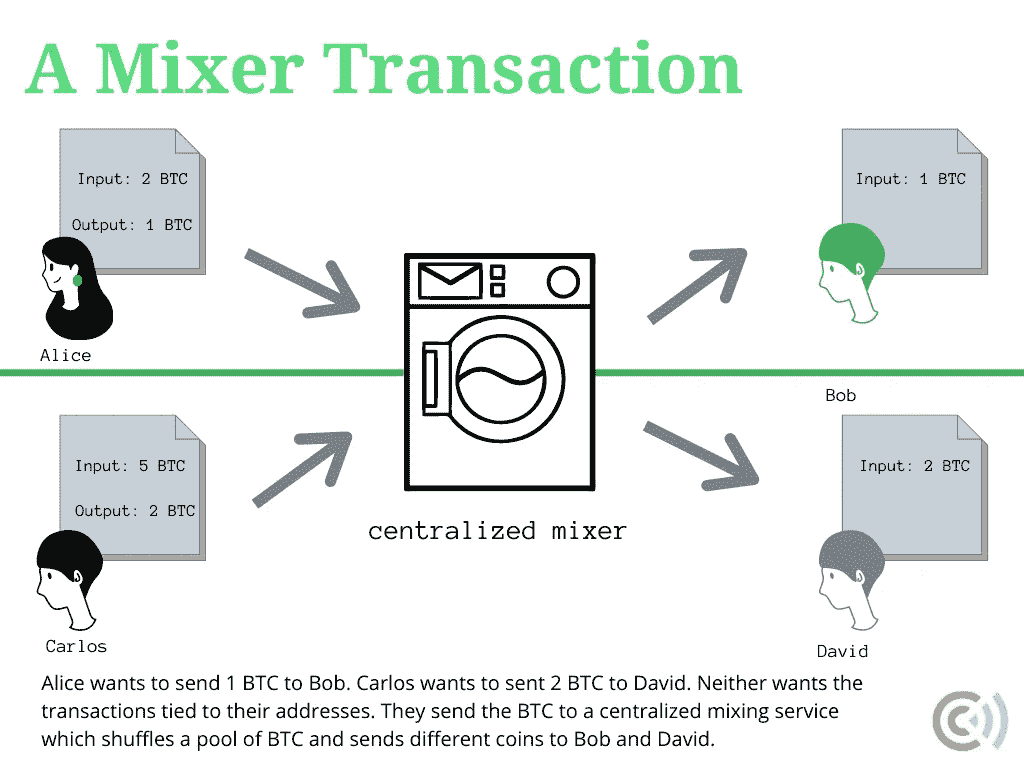 A Mixer Transaction
Input: 2 BTC
Output: 1 BTC
Alice
Input: 1 BTC
Bob
Input: 5 BTC
Output: 2 BTC
Carlos
Input: 2 BTC
David
centralized mixer
Alice wants to send 1 BTC to Bob. Carlos wants to sent 2 BTC to David. Neither wants the
transactions tied to their addresses. They send the BTC to a centralized mixing service
which shuffles a pool of BTC and sends different coins to Bob and David.